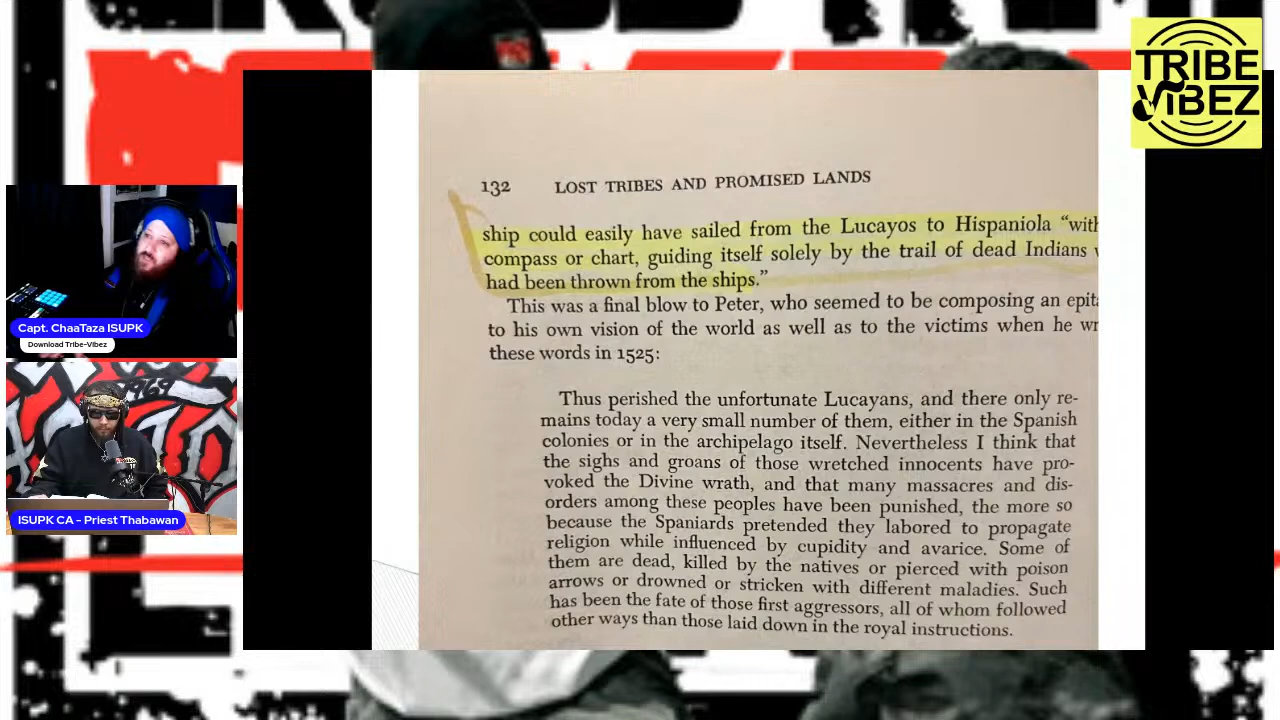 TRIBE
VIBEZ
132 LOST TRIBES AND PROMISED LANDS
ship could easily have sailed from the Lucayos to Hispaniola “with
compass or chart, guiding itself solely by the trail of dead Indians
had been thrown from the ships.”
This was a final blow to Peter, who seemed to be composing an epit
to his own vision of the world as well as to the victims when he wr
these words in 1525:
Thus perished the unfortunate Lucayans, and there only re-
mains today a very small number of them, either in the Spanish
colonies or in the archipelago itself. Nevertheless I think that
the sighs and groans of those wretched innocents have pro-
voked the Divine wrath, and that many massacres and dis-
orders among these peoples have been punished, the more so
because the Spaniards pretended they labored to propagate
religion while influenced by cupidity and avarice. Some of
them are dead, killed by the natives or pierced with poison
arrows or drowned or stricken with different maladies. Such
has been the fate of those first aggressors, all of whom followed
other ways than those laid down in the royal instructions.
Capt. ChaaTaza ISUPK
Download Tribe-Vibez
1969
ISUPK CA - Priest Thabawan